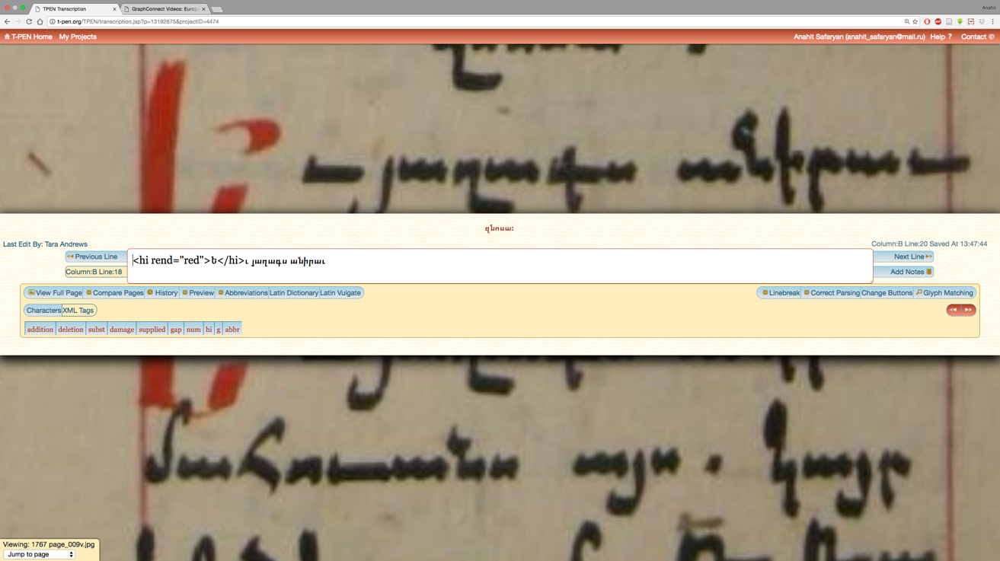 TPEN Transcription
GraphConnect Videos: Europ
Anahit
t-pen.org/TPEN/transcription.jsp?p=13192675&projectID=4474
T-PEN Home My Projects
Anahit Safaryan (anahit_safaryan@mail.ru) Help ? Contact
ւ յաղագս անիրաւ
զնոսա:
Last Edit By: Tara Andrews
Column:B Line:20 Saved At 13:47:44
Previous Line
<hi rend="red">ե</hi>ւ յաղագս անիրաւ
Next Line
Column:B Line:18
Add Notes
View Full Page Compare Pages History Preview Abbreviations Latin Dictionary Latin Vulgate
Linebreak Correct Parsing Change Buttons Glyph Matching
Characters XML Tags
addition deletion subst damage supplied gap num hi g abbr
մահուանս այս . կայր
Viewing: 1767 page_009v.jpg
Jump to page